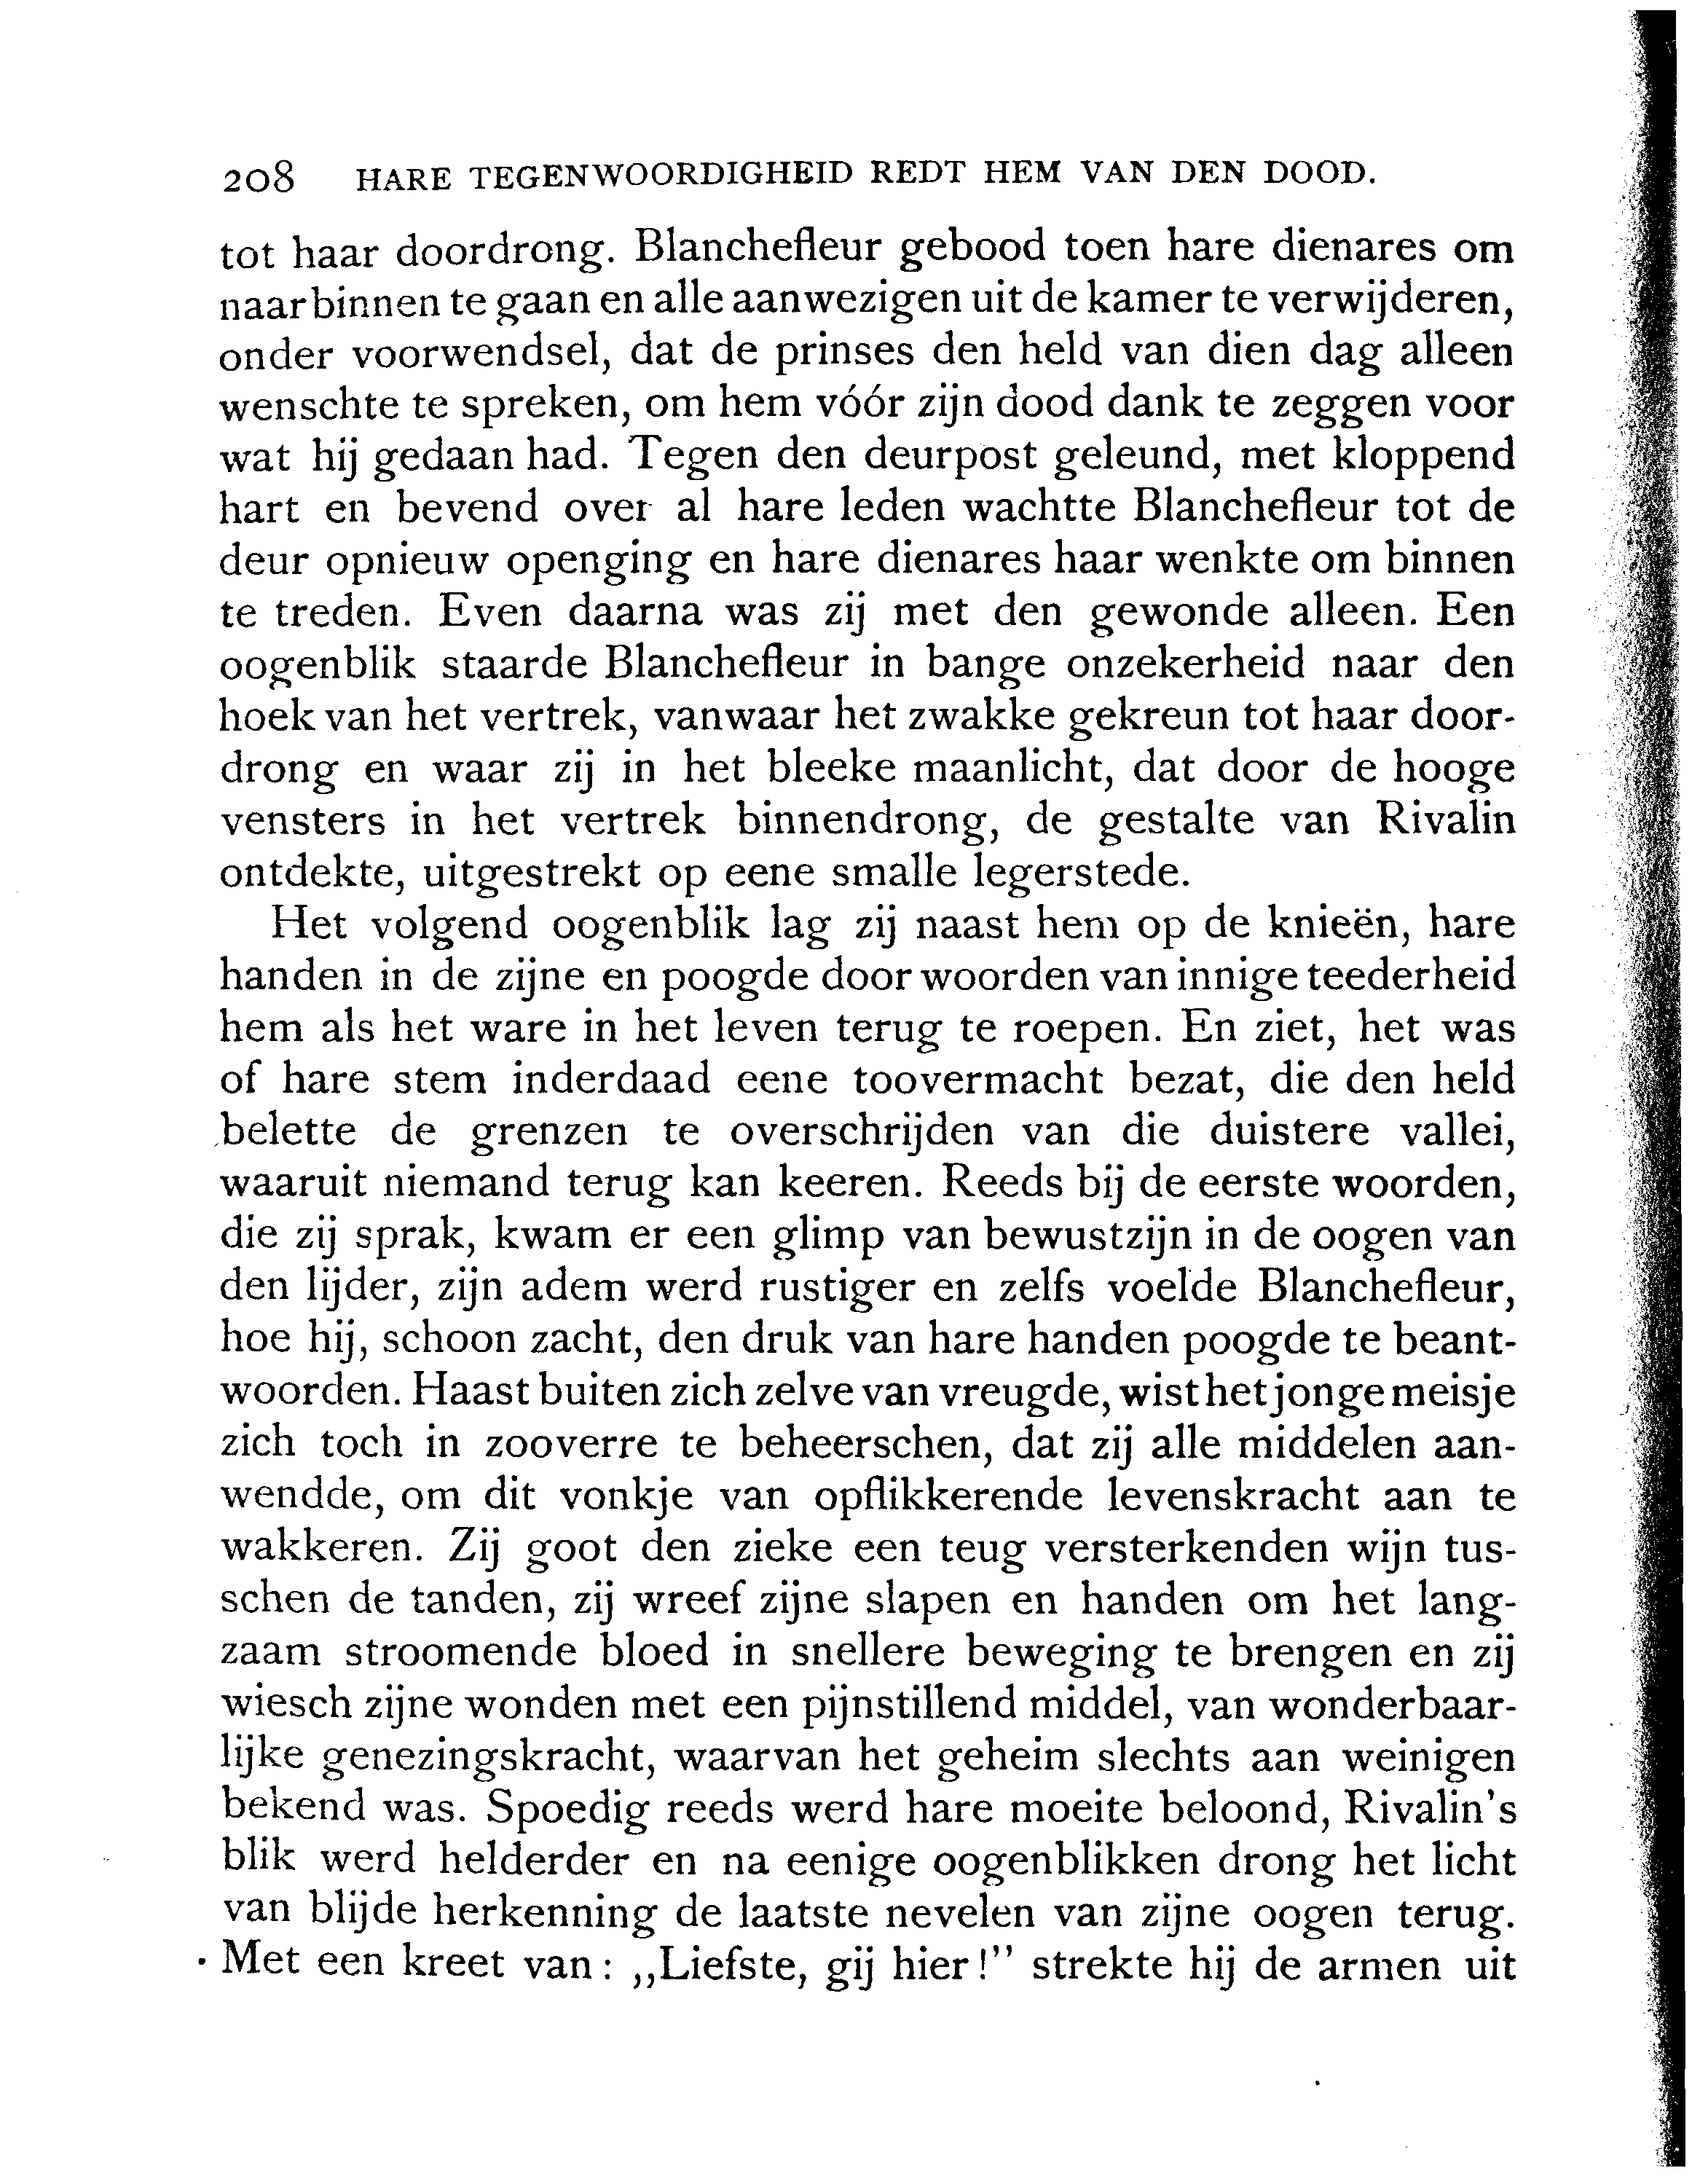 208 HARE TEGENWOORDIGHEID REDT HEM VAN DEN DOOD.
tot haar doordrong. Blanchefleur gebood toen hare dienares om
naar binnen te gaan en alle aanwezigen uit de kamer te verwijderen,
onder voorwendsel, dat de prinses den held van dien dag alleen
wenschte te spreken, om hem vóór zijn dood dank te zeggen voor
wat hij gedaan had. Tegen den deurpost geleund, met kloppend
hart en bevend over al hare leden wachtte Blanchefleur tot de
deur opnieuw openging en hare dienares haar wenkte om binnen
te treden. Even daarna was zij met den gewonde alleen. Een
oogenblik staarde Blanchefleur in bange onzekerheid naar den
hoek van het vertrek, vanwaar het zwakke gekreun tot haar door-
drong en waar zij in het bleeke maanlicht, dat door de hooge
vensters in het vertrek binnendrong, de gestalte van Rivalin
ontdekte, uitgestrekt op eene smalle legerstede.
Het volgend oogenblik lag zij naast hem op de knieën, hare
handen in de zijne en poogde door woorden van innige teederheid
hem als het ware in het leven terug te roepen. En ziet, het was
of hare stem inderdaad eene toovermacht bezat, die den held
belette de grenzen te overschrijden van die duistere vallei,
waaruit niemand terug kan keeren. Reeds bij de eerste woorden,
die zij sprak, kwam er een glimp van bewustzijn in de oogen van
den lijder, zijn adem werd rustiger en zelfs voelde Blanchefleur,
hoe hij, schoon zacht, den druk van hare handen poogde te beant-
woorden. Haast buiten zich zelve van vreugde, wist het jonge meisje
zich toch in zooverre te beheerschen, dat zij alle middelen aan-
wendde, om dit vonkje van opflikkerende levenskracht aan te
wakkeren. Zij goot den zieke een teug versterkenden wijn tus-
schen de tanden, zij wreef zijne slapen en handen om het lang-
zaam stroomende bloed in snellere beweging te brengen en zij
wiesch zijne wonden met een pijnstillend middel, van wonderbaar-
lijke genezingskracht, waarvan het geheim slechts aan weinigen
bekend was. Spoedig reeds werd hare moeite beloond, Rivalin's
blik werd helderder en na eenige oogenblikken drong het licht
van blijde herkenning de laatste nevelen van zijne oogen terug.
Met een kreet van: „Liefste, gij hier!” strekte hij de armen uit